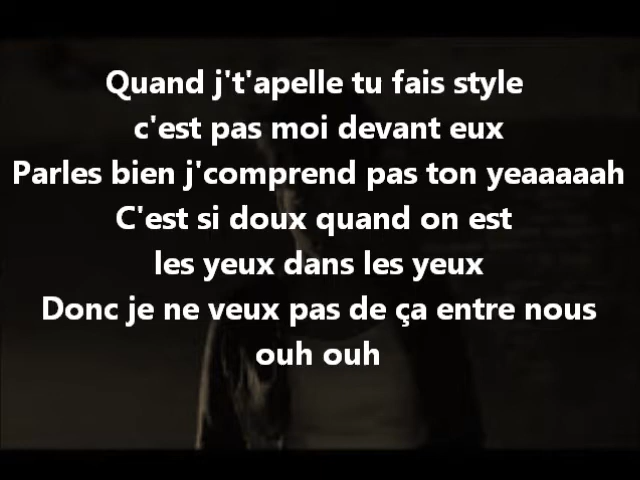 Quand j't'apelle tu fais style
c'est pas moi devant eux
Parles bien j'comprend pas ton yeaaaaah
C'est si doux quand on est
les yeux dans les yeux
Donc je ne veux pas de ça entre nous
ouh ouh